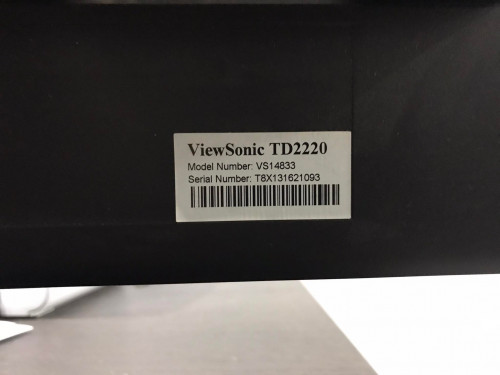 ViewSonic TD2220
Model Number: VS14833
Serial Number: T8X131621093